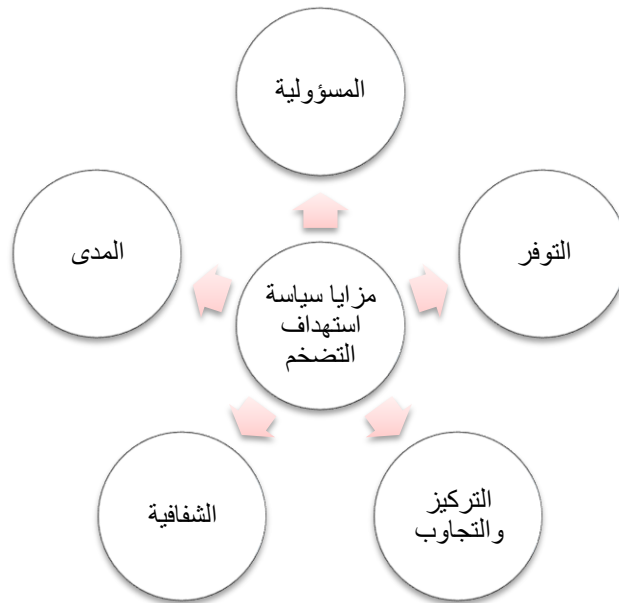 المسؤولية
التوفر
المدى
مزايا سياسة
استهداف
التضخم
التركيز
والتجاوب
الشفافية